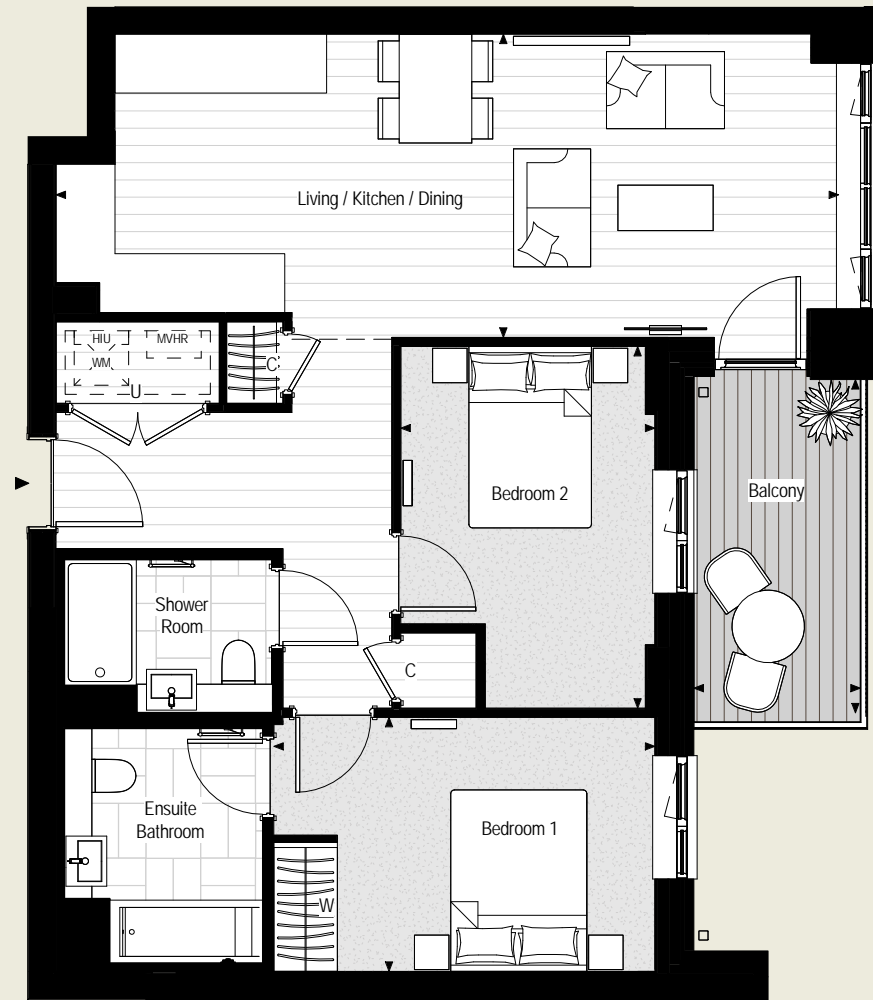 Living / Kitchen / Dining
HIU
MVHR
WM
C
U
Bedroom 2
Balcony
Shower
Room
C
Ensuite
Bathroom
Bedroom 1
W